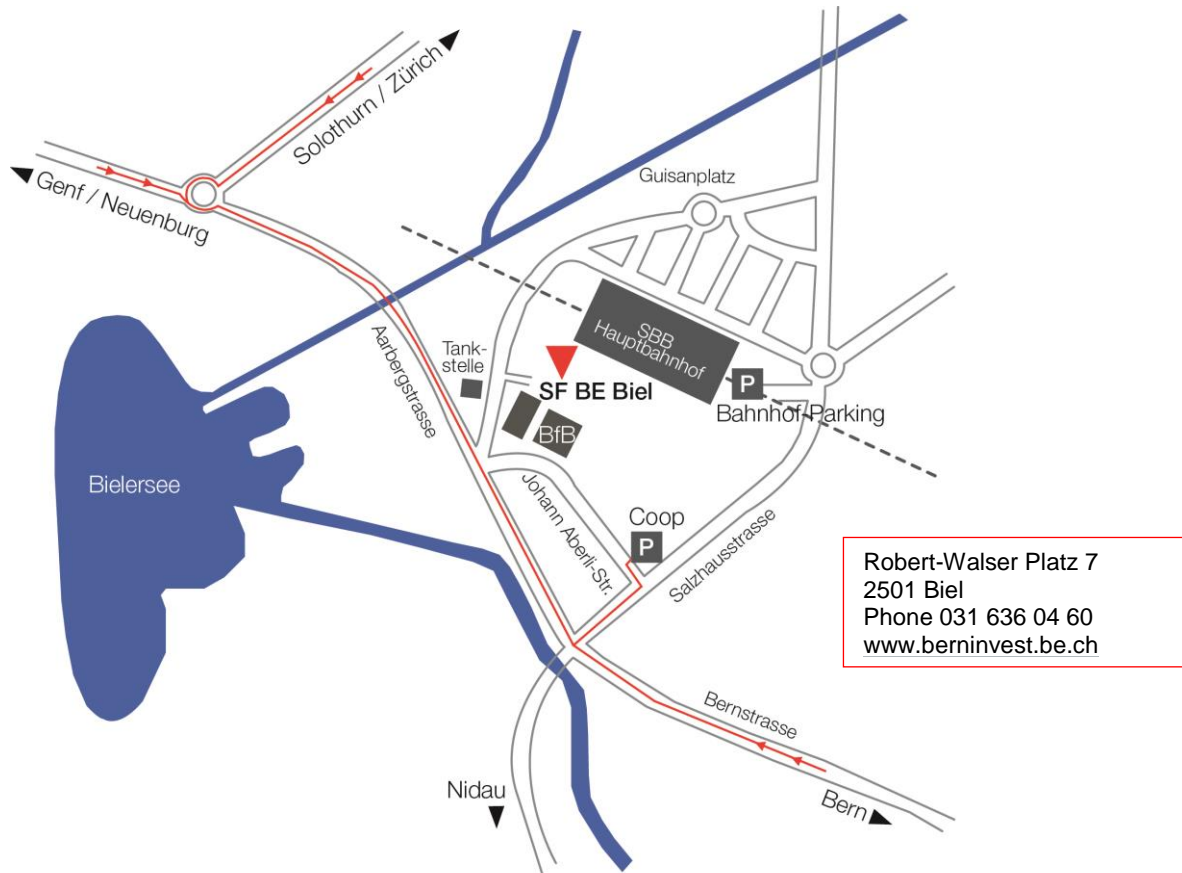 Solothurn / Zürich
Genf / Neuenburg
Guisanplatz
Aarbergstrasse
Tank-
stelle
SBB
Hauptbahnhof
SF BE Biel
P
Bahnhof-Parking
BfB
Bielersee
Johann Aberli-Str.
Coop
P
Salzhausstrasse
Robert-Walser Platz 7
2501 Biel
Phone 031 636 04 60
www.berninvest.be.ch
Bernstrasse
Nidau
Bern